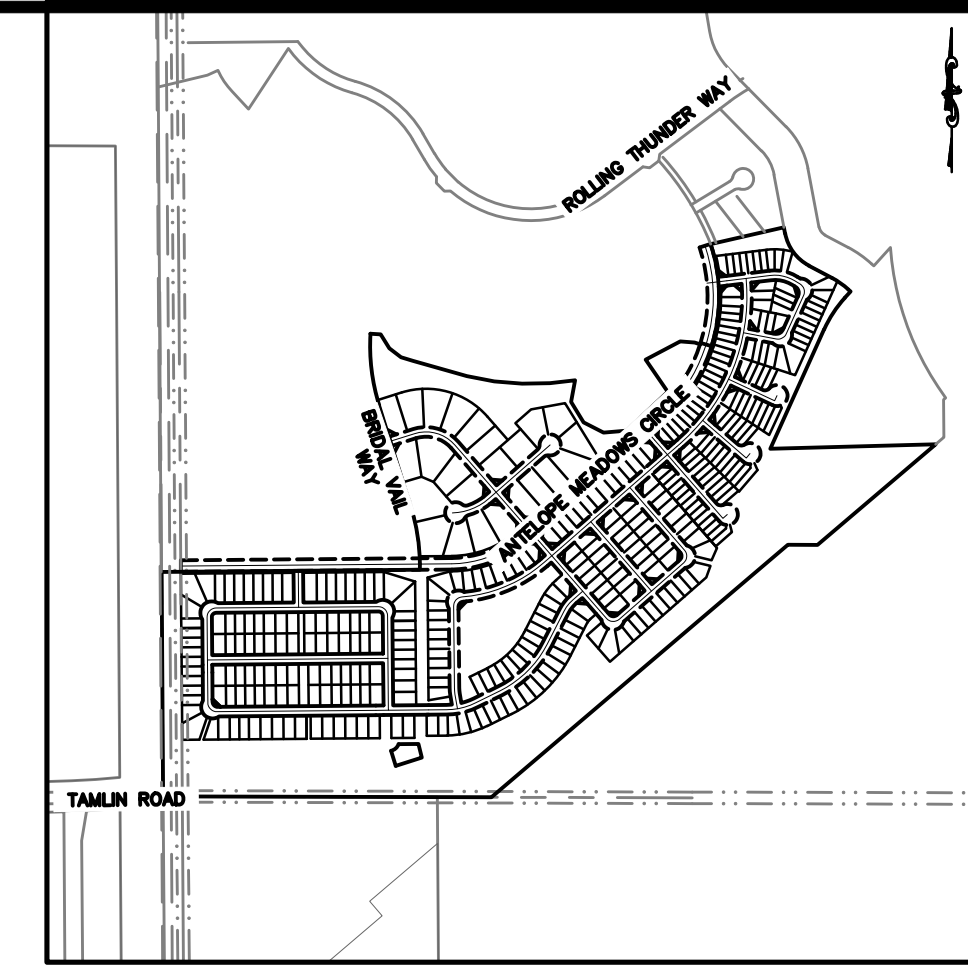 ROLLING THUNDER WAY
BRIDAL VAIL
WAY
ANTELOPE MEADOWS CIRCLE
TAMLIN ROAD